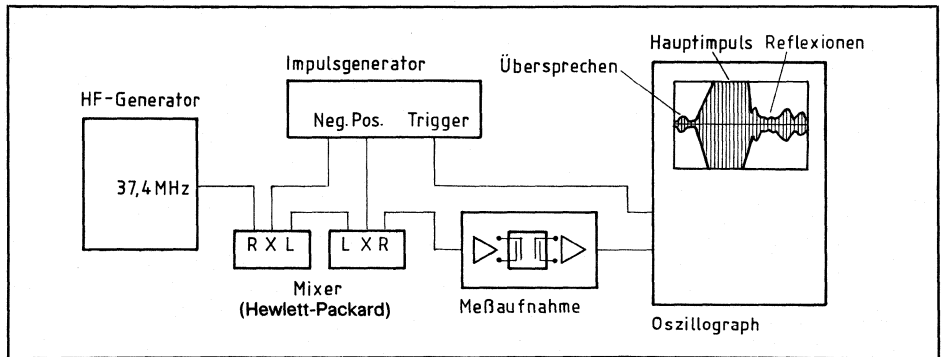 Hauptimpuls Reflexionen
Übersprechen
Impulsgenerator
HF-Generator
Neg. Pos. Trigger
37,4 MHz
R X L
L X R
Mixer
(Hewlett-Packard)
Meßaufnahme
Oszillograph